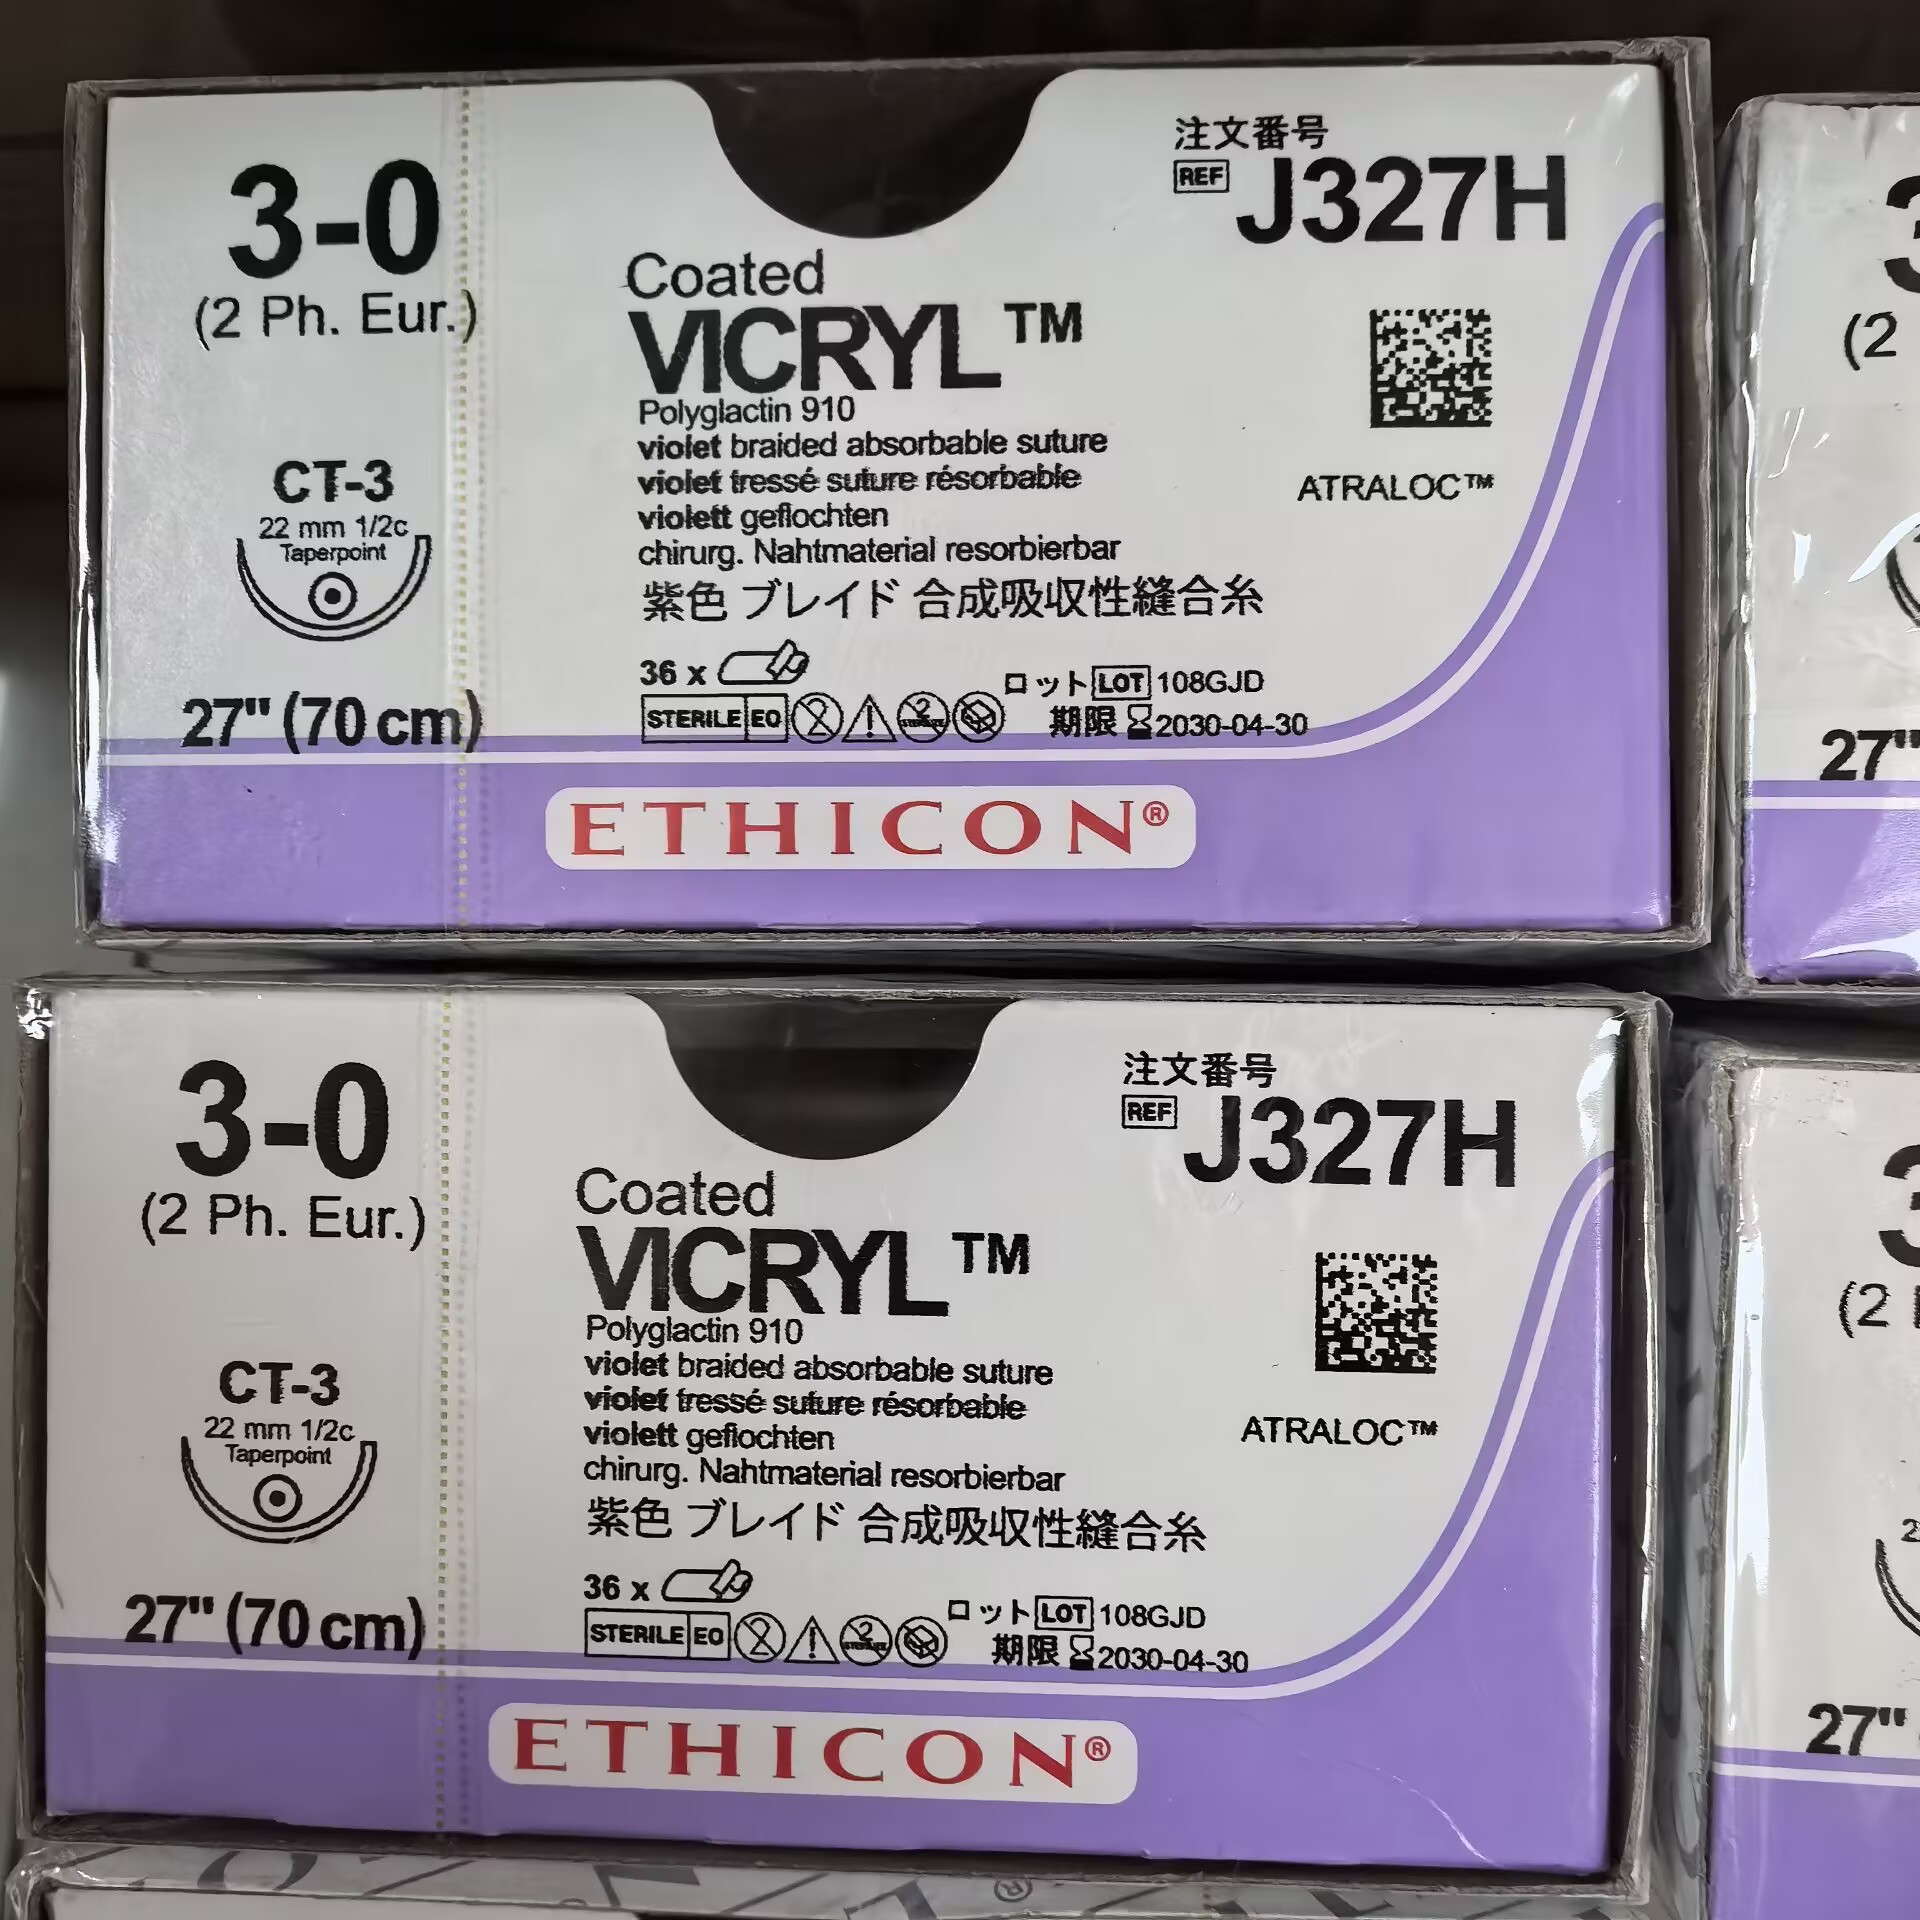 3-0
(2 Ph. Eur.)
CT-3
22 mm 1/2c
Taperpoint
27" (70 cm)
Coated
VICRYL™
Polyglactin 910
violet braided absorbable suture
violet tressé suture résorbable
violett geflochten
chirurg. Nahtmaterial resorbierbar
紫色 ブレイド 合成吸収性縫合糸
36 x
STERILE EO 2
注文番号
REF J327H
ATRALOC™
ロット LOT 108GJD
期限 2030-04-30
ETHICON®
3-0
(2 Ph. Eur.)
CT-3
22 mm 1/2c
Taperpoint
27" (70 cm)
Coated
VICRYL™
Polyglactin 910
violet braided absorbable suture
violet tressé suture résorbable
violett geflochten
chirurg. Nahtmaterial resorbierbar
紫色 ブレイド 合成吸収性縫合糸
36 x
STERILE EO 2
注文番号
REF J327H
ATRALOC™
ロット LOT 108GJD
期限 2030-04-30
ETHICON®
(2
27"
(2
27"